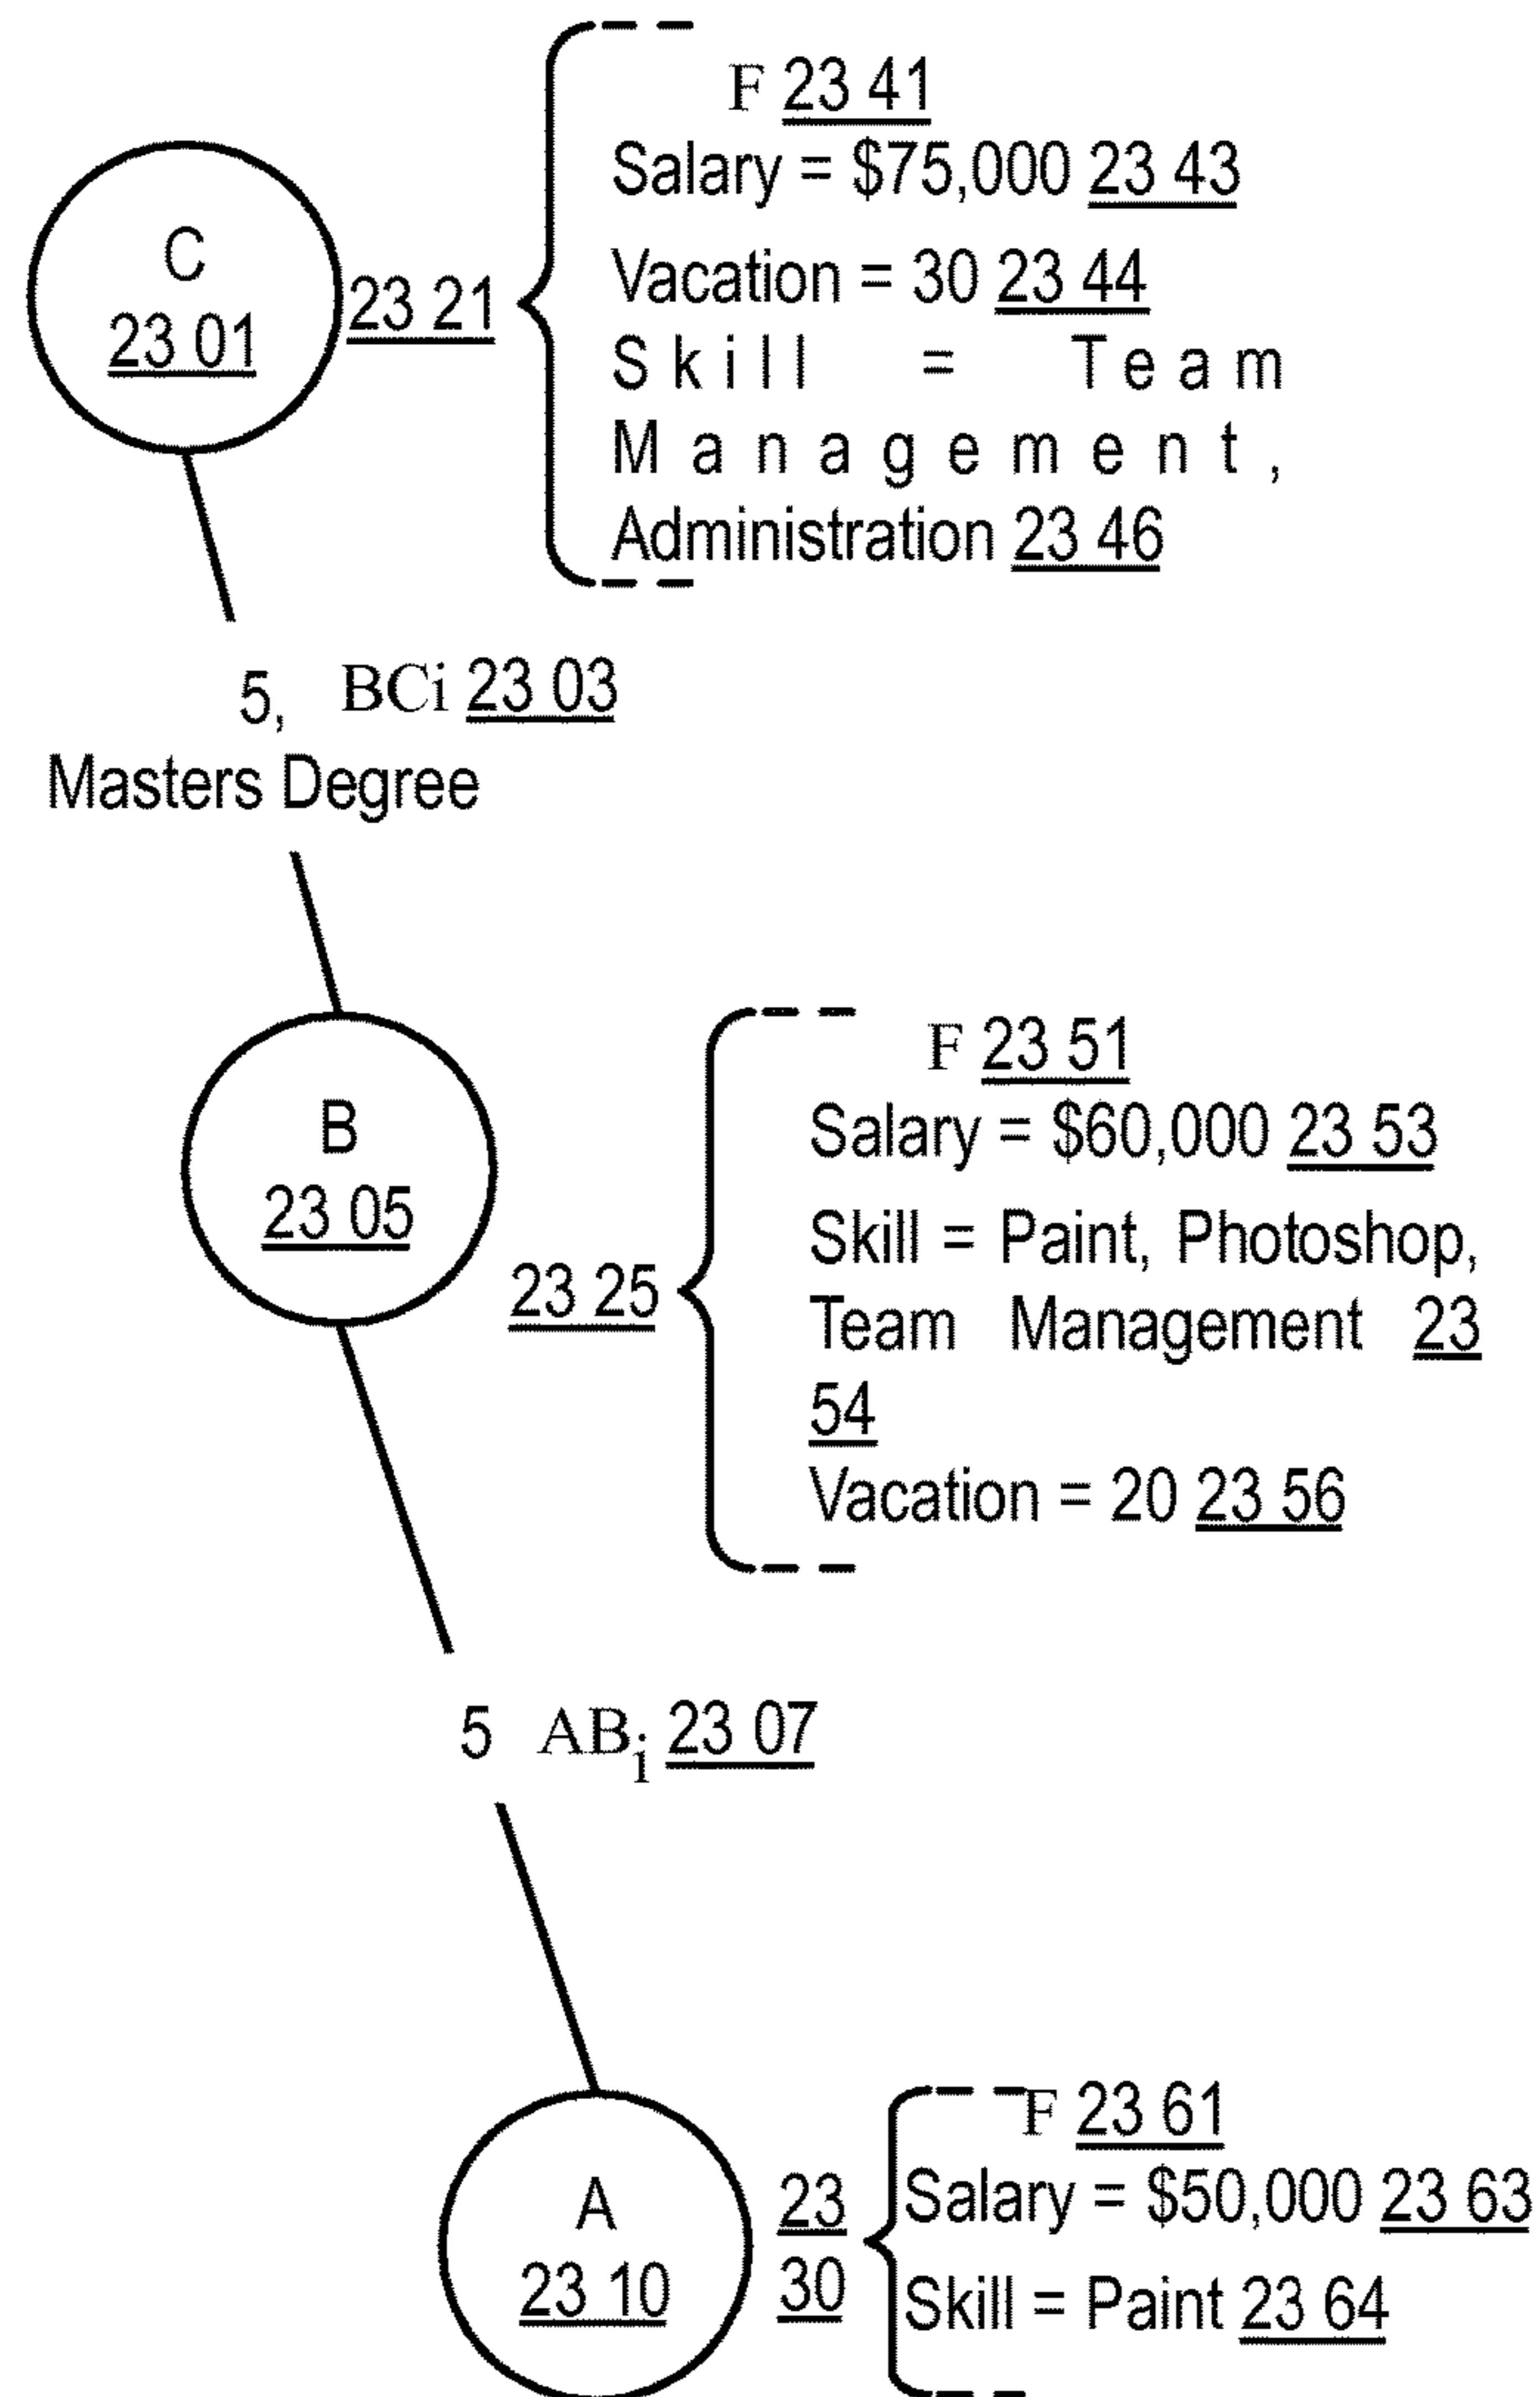 F 23 41
Salary = $75,000 23 43
C
23 01
23 21
Vacation = 30 23 44
Skill = Team
Management,
Administration 23 46
5, BCi 23 03
Masters Degree
F 23 51
B
23 05
Salary = $60,000 23 53
Skill = Paint, Photoshop,
23 25
Team Management 23
54
Vacation = 20 23 56
5 ABi 23 07
F 23 61
A
23 10
23
30
Salary = $50,000 23 63
Skill = Paint 23 64